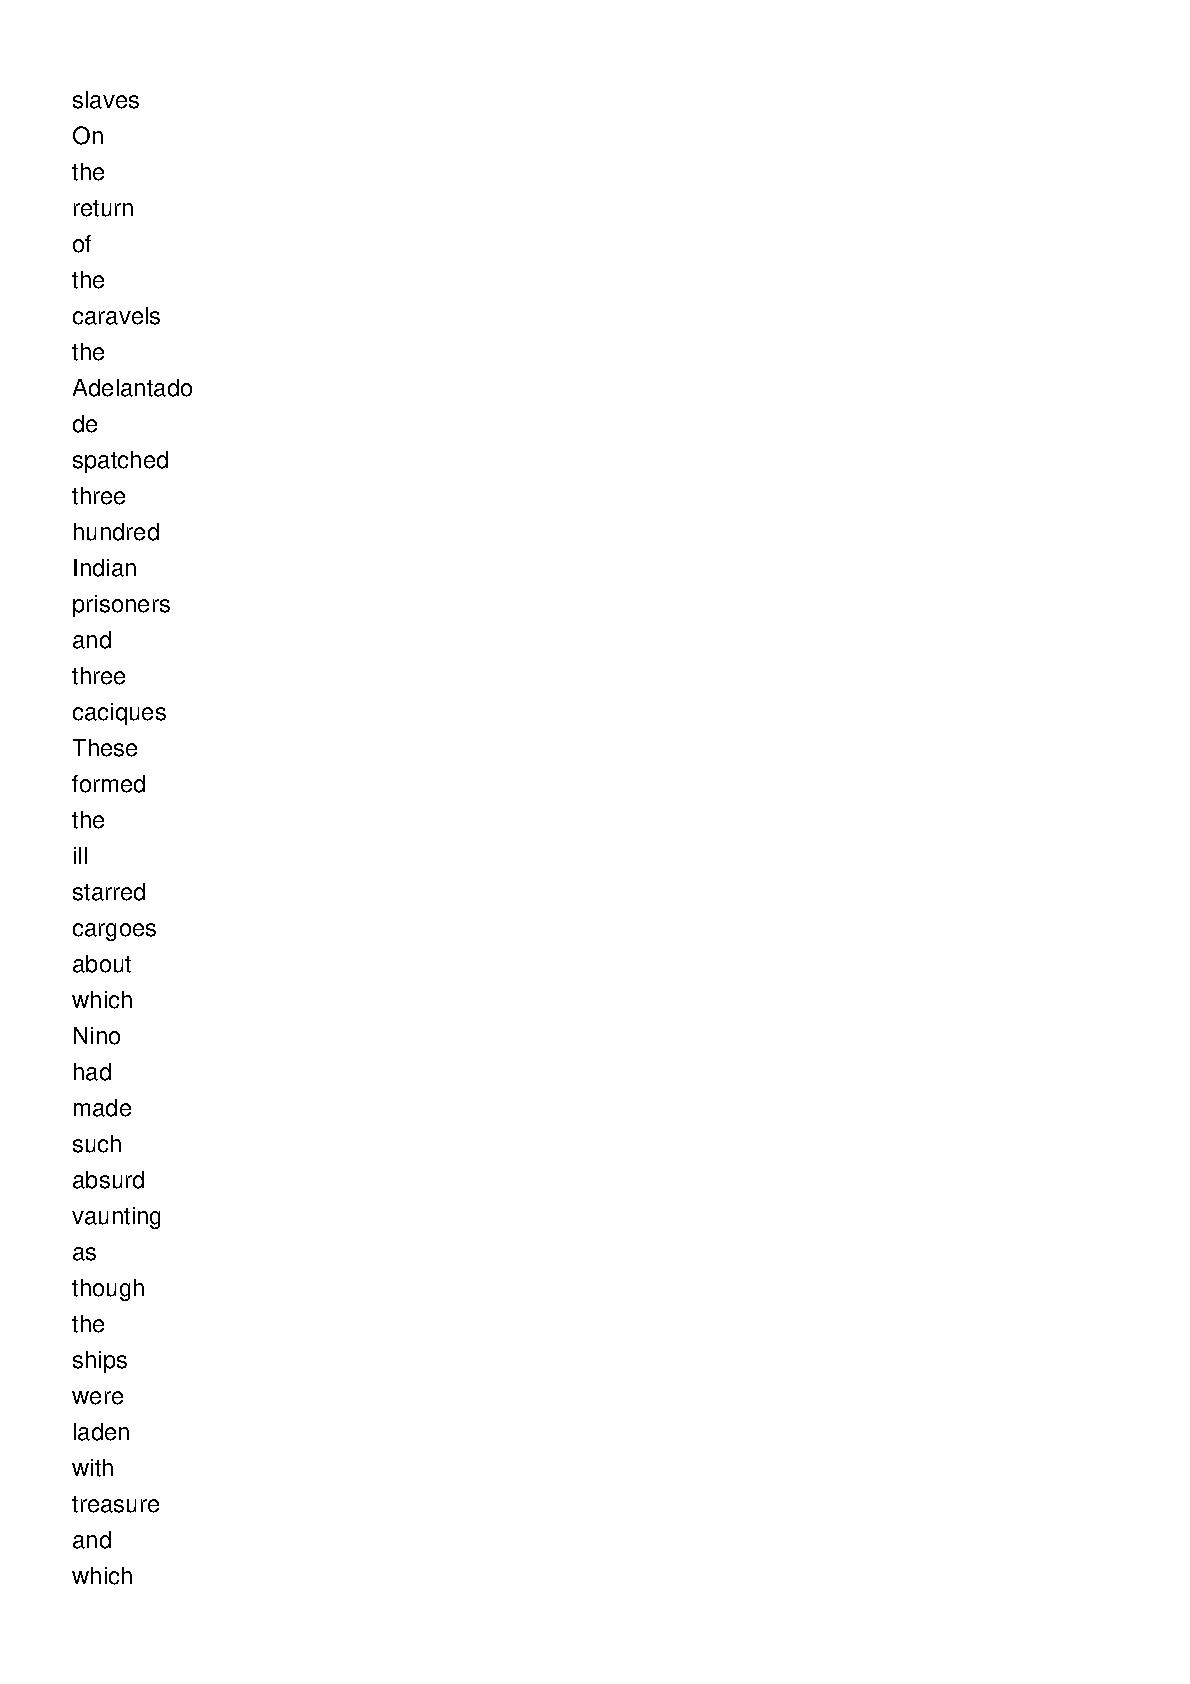 slaves
On
the
return
of
the
caravels
the
Adelantado
de
spatched
three
hundred
Indian
prisoners
and
three
caciques
These
formed
the
ill
starred
cargoes
about
which
Nino
had
made
such
absurd
vaunting
as
though
the
ships
were
laden
with
treasure
and
which